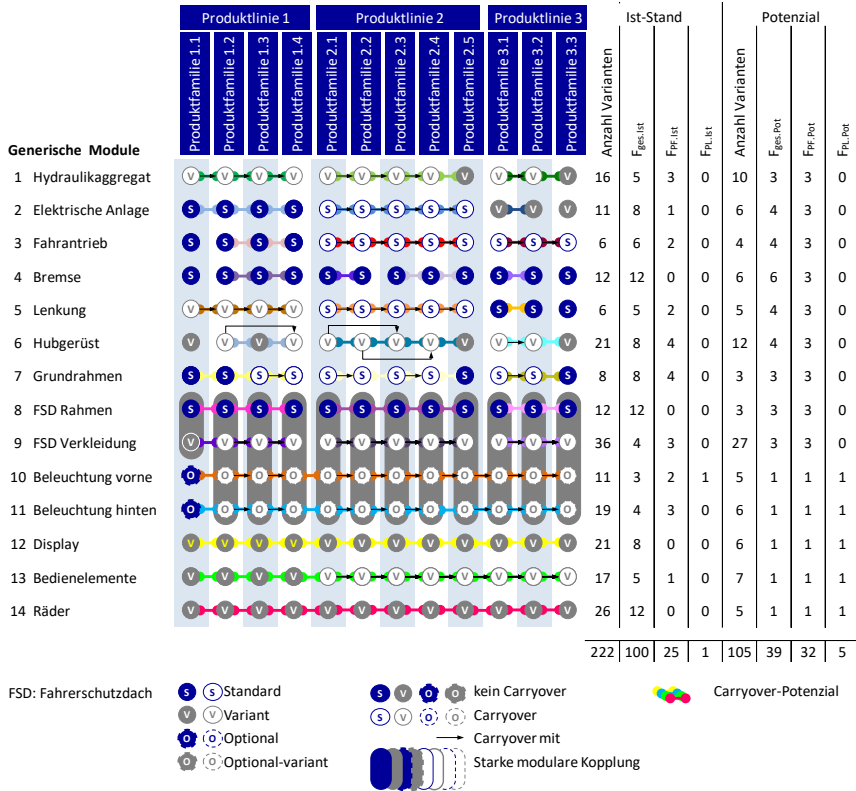 Produktlinie 1 Produktlinie 2 Produktlinie 3 Ist-Stand Potenzial
Produktfamilie 1.1 Produktfamilie 1.2 Produktfamilie 1.3 Produktfamilie 1.4 Produktfamilie 2.1 Produktfamilie 2.2 Produktfamilie 2.3 Produktfamilie 2.4 Produktfamilie 2.5 Produktfamilie 3.1 Produktfamilie 3.2 Produktfamilie 3.3 Anzahl Varianten Fges.Ist FPF.Ist FPL.Ist Anzahl Varianten Fges.Pot FPF.Pot FPL.Pot
Generische Module
1 Hydraulikaggregat V V V V V V V V V V V V 16 5 3 0 10 3 3 0
2 Elektrische Anlage S S S S S S S S S V V V 11 8 1 0 6 4 3 0
3 Fahrantrieb S S S S S S S S S S S S 6 6 2 0 4 4 3 0
4 Bremse S S S S S S S S S S S S 12 12 0 0 6 6 3 0
5 Lenkung V V V V S S S S S S S S 6 5 2 0 5 4 3 0
6 Hubgerüst V V V V V V V V V V V V 21 8 4 0 12 4 3 0
7 Grundrahmen S S S S S S S S S S S S 8 8 4 0 3 3 3 0
8 FSD Rahmen S S S S S S S S S S S S 12 12 0 0 3 3 3 0
9 FSD Verkleidung V V V V V V V V V V V V 36 4 3 0 27 3 3 0
10 Beleuchtung vorne O O O O O O O O O O O O 11 3 2 1 5 1 1 1
11 Beleuchtung hinten O O O O O O O O O O O O 19 4 3 0 6 1 1 1
12 Display V V V V V V V V V V V V 21 8 0 0 6 1 1 1
13 Bedienelemente V V V V V V V V V V V V 17 5 1 0 7 1 1 1
14 Räder V V V V V V V V V V V V 26 12 0 0 5 1 1 1
222 100 25 1 105 39 32 5
FSD: Fahrerschutzdach S S Standard S V O O kein Carryover Carryover-Potenzial
V V Variant S V O O Carryover
O O Optional Carryover mit
O O Optional-variant Starke modulare Kopplung